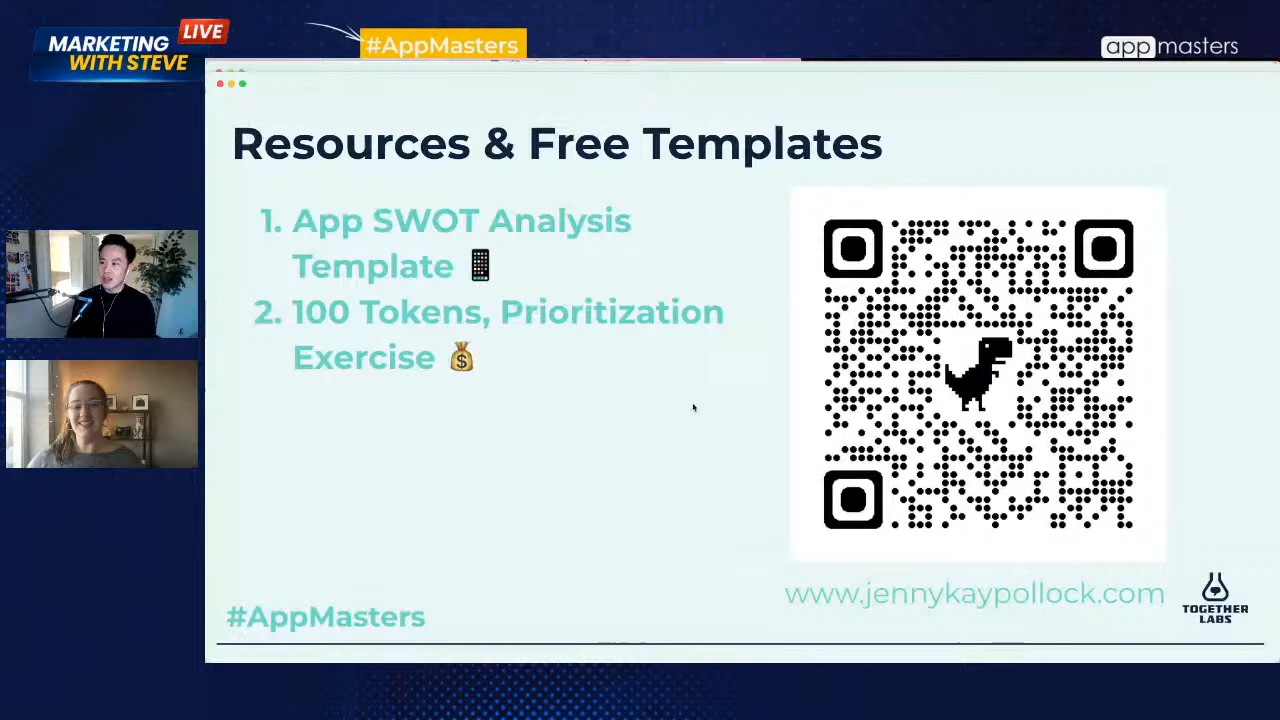 MARKETING
LIVE
WITH STEVE
#AppMasters
app masters
Resources & Free Templates
1. App SWOT Analysis
Template 📱
2. 100 Tokens, Prioritization
Exercise 💰
www.jennykaypollock.com
#AppMasters
TOGETHER
LABS